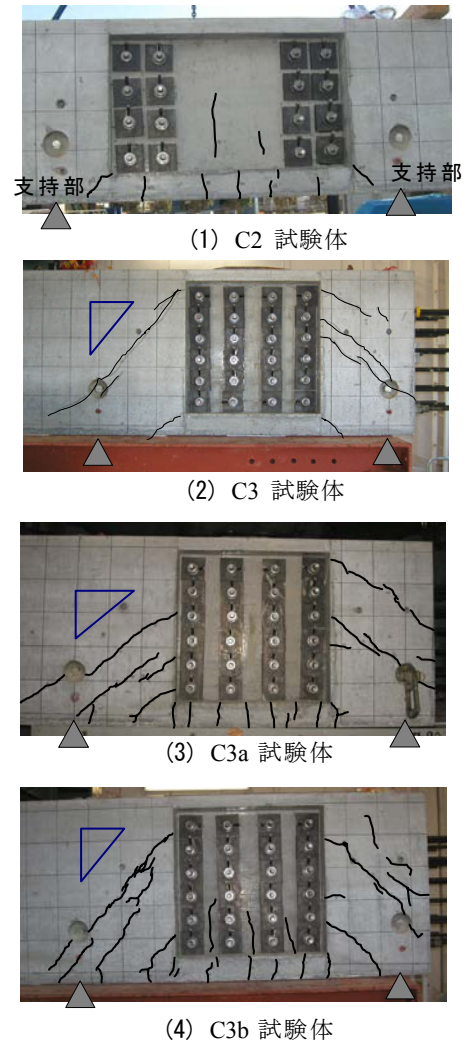 支持部
支持部
(1) C2 試験体
(2) C3 試験体
(3) C3a 試験体
(4) C3b 試験体